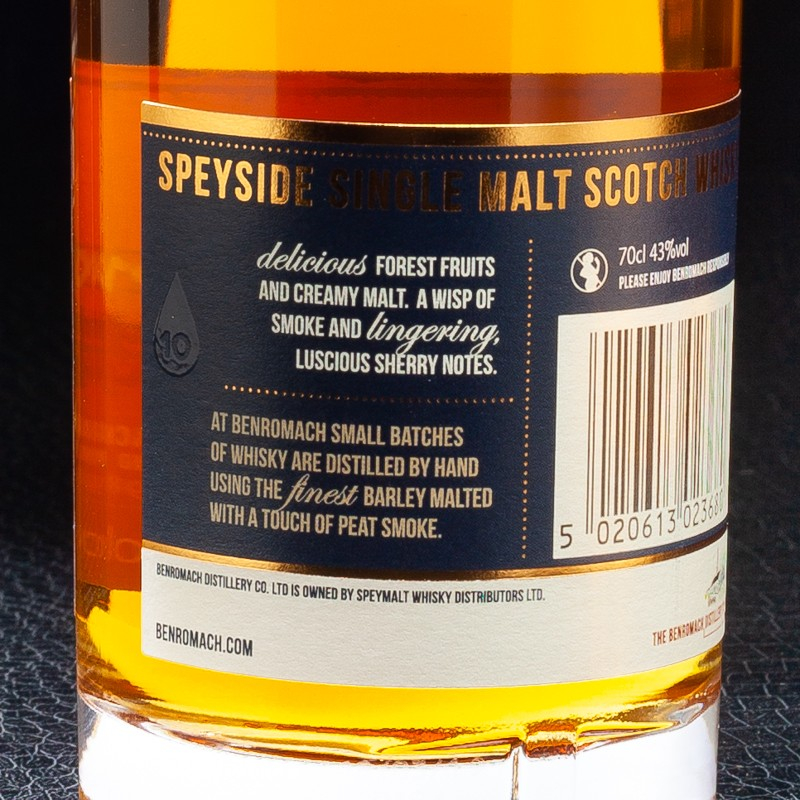 SPEYSIDE SINGLE MALT SCOTCH
delicious FOREST FRUITS
AND CREAMY MALT. A WISP OF
SMOKE AND lingering,
LUSCIOUS SHERRY NOTES.
10
70cl 43%vol
PLEASE ENJOY BENROMACH
AT BENROMACH SMALL BATCHES
OF WHISKY ARE DISTILLED BY HAND
USING THE finest BARLEY MALTED
WITH A TOUCH OF PEAT SMOKE.
5 020613 023680
BENROMACH DISTILLERY CO. LTD IS OWNED BY SPEYMALT WHISKY DISTRIBUTORS LTD.
BENROMACH.COM
THE BENROMACH